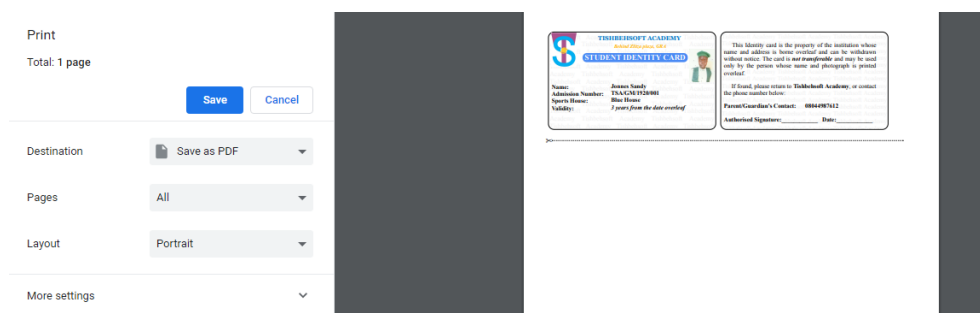 Print
Total: 1 page
Save
Cancel
Destination
Save as PDF
Pages
All
Layout
Portrait
More settings
TISHBEHSOFT ACADEMY
STUDENT IDENTITY CARD
Name: Jonnes Sandy
Admission Number: TSA/GM/1920/001
Sports House: Blue House
Validity: 3 years from the date overleaf
This Identity card is the property of the institution whose
name and address is borne overleaf and can be withdrawn
without notice. The card is not transferable and may be used
only by the person whose name and photograph is printed
overleaf.
If found, please return to Tishbehsoft Academy, or contact
the phone number below:
Parent/Guardian's Contact: 08044987612
Authorised Signature:____________ Date:____________